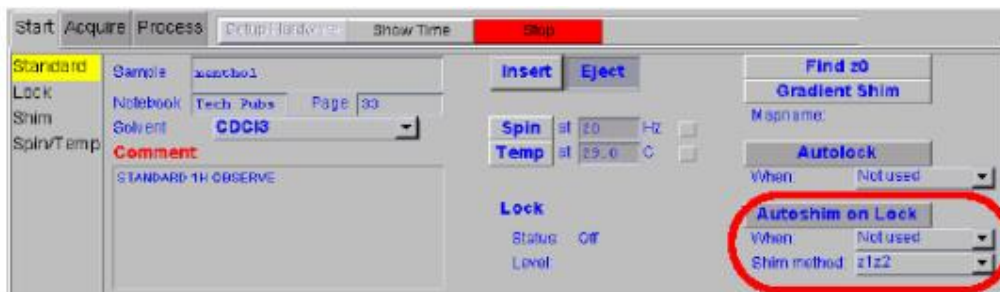 Start Acquire Process Setup Hardware Show Time Stop
Standard
Lock
Shim
Spin/Temp
Sample menthol
Notebook Tech Pubs Page 33
Solvent CDCl3
Comment
STANDARD 1H OBSERVE
Insert Eject
Spin at 20 Hz
Temp at 29.0 C
Lock
Status: Off
Level:
Find z0
Gradient Shim
Mapname:
Autolock
When: Not used
Autoshim on Lock
When: Not used
Shim method: z1z2